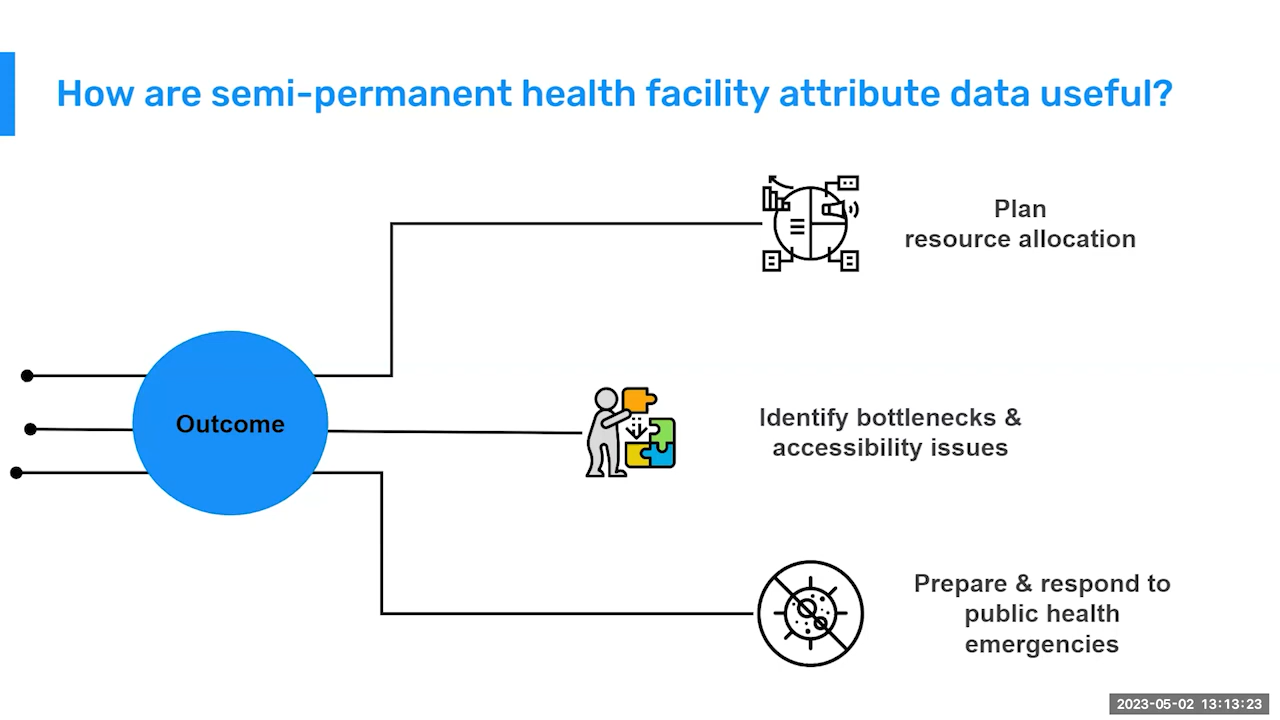 How are semi-permanent health facility attribute data useful?
Plan
resource allocation
Outcome
Identify bottlenecks &
accessibility issues
Prepare & respond to
public health
emergencies
2023-05-02 13:13:23